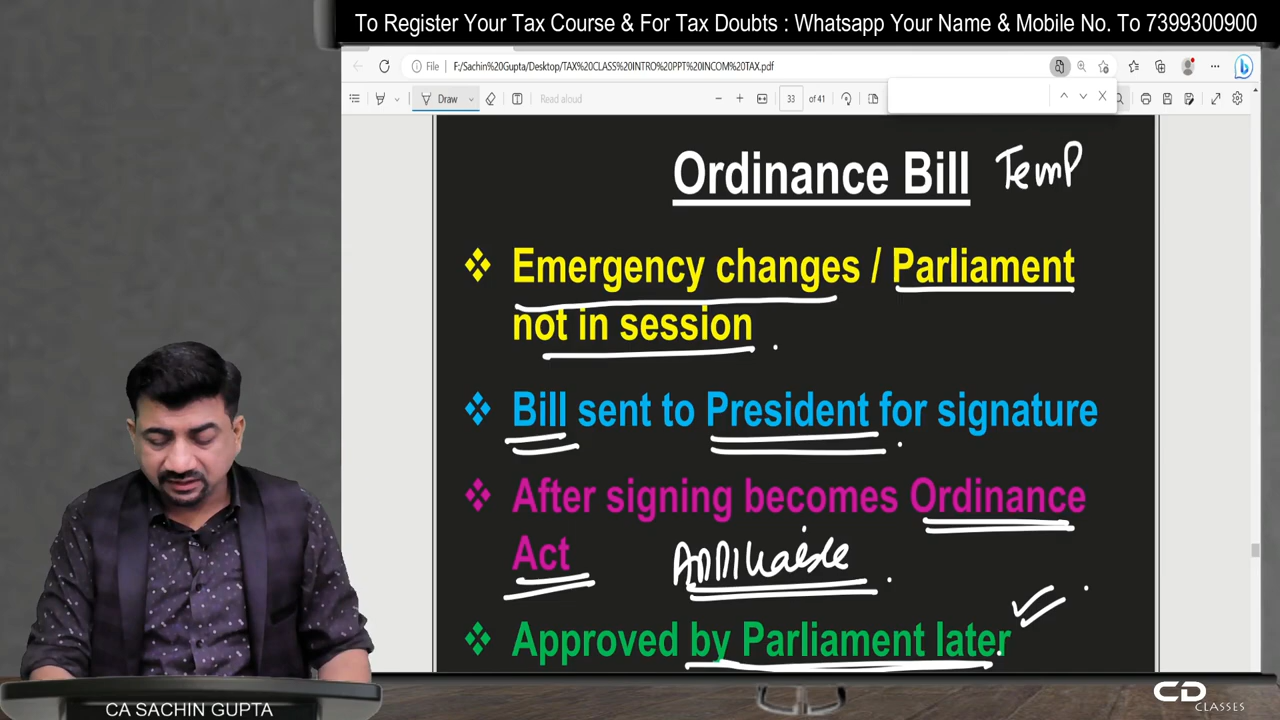 To Register Your Tax Course & For Tax Doubts : Whatsapp Your Name & Mobile No. To 7399300900
File F:/Sachin%20Gupta/Desktop/TAX%20CLASS%20INTRO%20PPT%20INCOM%20TAX.pdf
Draw Read aloud 33 of 41
Ordinance Bill Temp
Emergency changes / Parliament
not in session
Bill sent to President for signature
After signing becomes Ordinance
Act
Approved by Parliament later
CA SACHIN GUPTA
CD
CLASSES